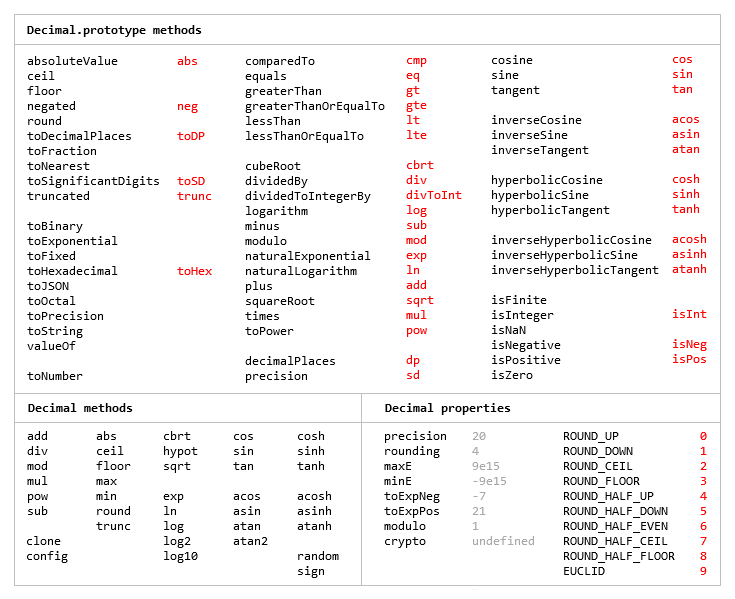 Decimal.prototype methods
absoluteValue abs comparedTo cmp cosine cos
ceil equals eq sine sin
floor greaterThan gt tangent tan
negated neg greaterThanOrEqualTo gte
round lessThan lt inverseCosine acos
toDecimalPlaces toDP lessThanOrEqualTo lte inverseSine asin
toFraction inverseTangent atan
toNearest cubeRoot cbrt
toSignificantDigits toSD dividedBy div hyperbolicCosine cosh
truncated trunc dividedToIntegerBy divToInt hyperbolicSine sinh
logarithm log hyperbolicTangent tanh
toBinary minus sub
toExponential modulo mod inverseHyperbolicCosine acosh
toFixed naturalExponential exp inverseHyperbolicSine asinh
toHexadecimal toHex naturalLogarithm ln inverseHyperbolicTangent atanh
toJSON plus add
toOctal squareRoot sqrt isFinite
toPrecision times mul isInteger isInt
toString toPower pow isNaN
valueOf isNegative isNeg
decimalPlaces dp isPositive isPos
toNumber precision sd isZero
Decimal methods
add abs cbrt cos cosh
div ceil hypot sin sinh
mod floor sqrt tan tanh
mul max
pow min exp acos acosh
sub round ln asin asinh
trunc log atan atanh
clone log2 atan2
config log10 random
sign
Decimal properties
precision 20 ROUND_UP 0
rounding 4 ROUND_DOWN 1
maxE 9e15 ROUND_CEIL 2
minE -9e15 ROUND_FLOOR 3
toExpNeg -7 ROUND_HALF_UP 4
toExpPos 21 ROUND_HALF_DOWN 5
modulo 1 ROUND_HALF_EVEN 6
crypto undefined ROUND_HALF_CEIL 7
ROUND_HALF_FLOOR 8
EUCLID 9